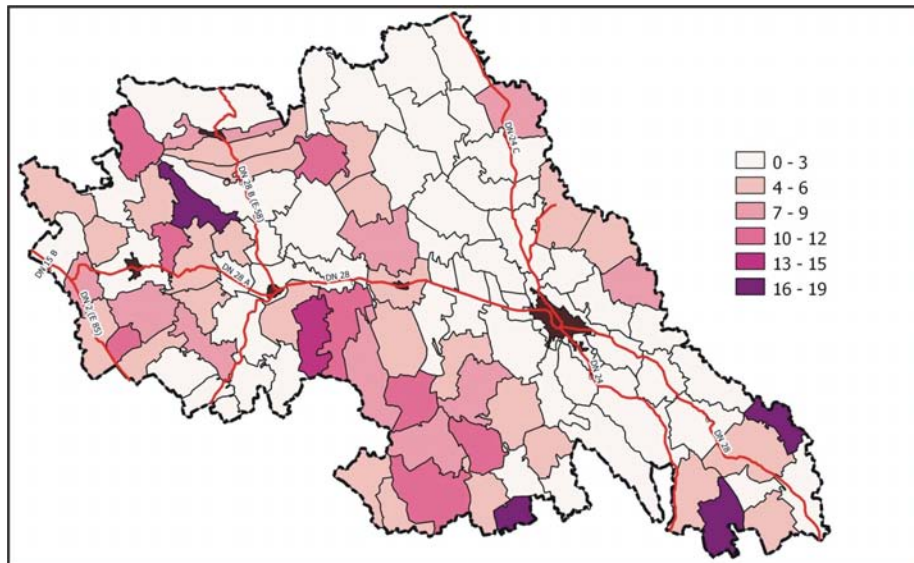 DN 24 C
DN 28 B (E 58)
DN 15 B
DN 28 A
DN 28
DN 2 (E 85)
DN 24
DN 28
0 - 3
4 - 6
7 - 9
10 - 12
13 - 15
16 - 19